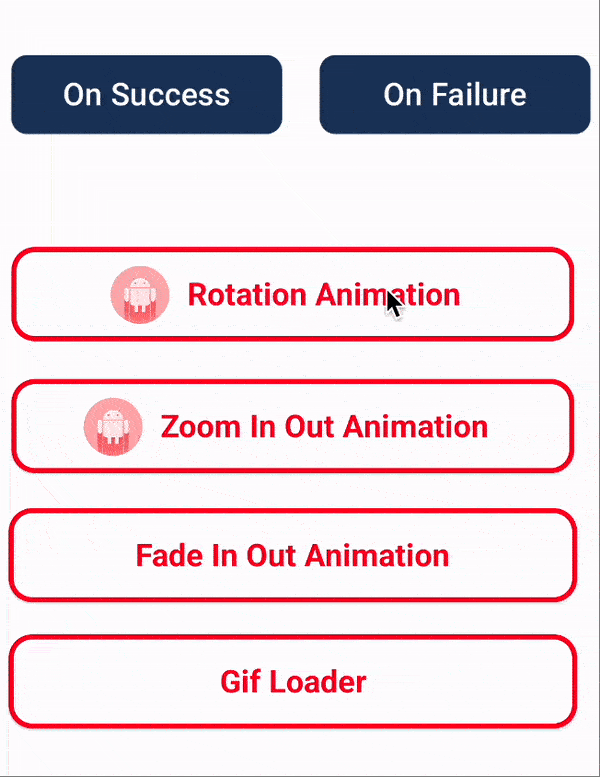 On Success
On Failure
Rotation Animation
Zoom In Out Animation
Fade In Out Animation
Gif Loader